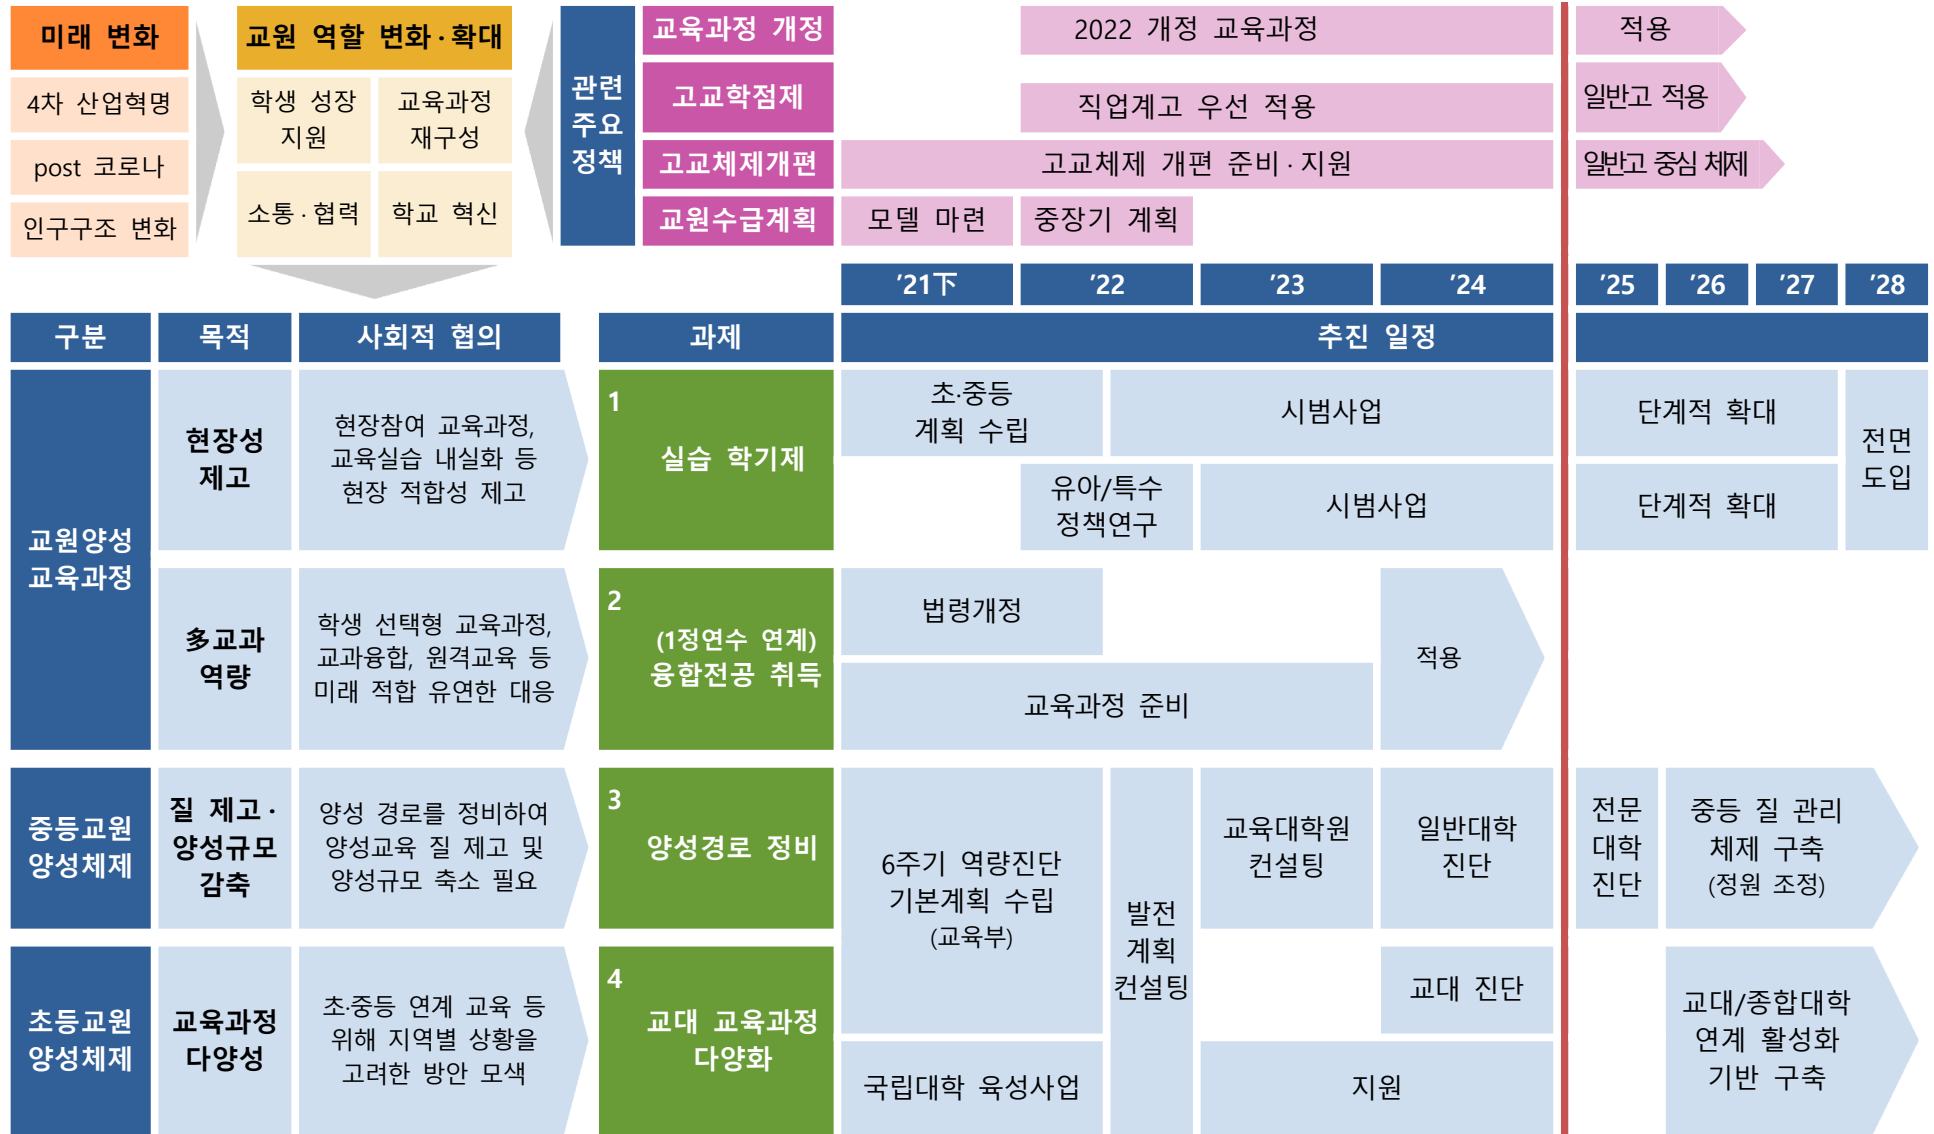 미래 변화
4차 산업혁명
post 코로나
인구구조 변화
교원 역할 변화·확대
학생 성장
지원
교육과정
재구성
소통·협력
학교 혁신
관련
주요
정책
교육과정 개정
2022 개정 교육과정
적용
고교학점제
직업계고 우선 적용
일반고 적용
고교체제개편
고교체제 개편 준비·지원
일반고 중심 체제
교원수급계획
모델 마련
중장기 계획
’21下
’22
’23
’24
’25
’26
’27
’28
구분
목적
사회적 협의
과제
추진 일정
교원양성
교육과정
현장성
제고
현장참여 교육과정,
교육실습 내실화 등
현장 적합성 제고
1
실습 학기제
초·중등
계획 수립
시범사업
단계적 확대
전면
도입
유아/특수
정책연구
시범사업
단계적 확대
多교과
역량
학생 선택형 교육과정,
교과융합, 원격교육 등
미래 적합 유연한 대응
2
(1정연수 연계)
융합전공 취득
법령개정
교육과정 준비
적용
중등교원
양성체제
질 제고·
양성규모
감축
양성 경로를 정비하여
양성교육 질 제고 및
양성규모 축소 필요
3
양성경로 정비
6주기 역량진단
기본계획 수립
(교육부)
발전
계획
컨설팅
교육대학원
컨설팅
일반대학
진단
전문
대학
진단
중등 질 관리
체제 구축
(정원 조정)
초등교원
양성체제
교육과정
다양성
초·중등 연계 교육 등
위해 지역별 상황을
고려한 방안 모색
4
교대 교육과정
다양화
국립대학 육성사업
교대 진단
지원
교대/종합대학
연계 활성화
기반 구축